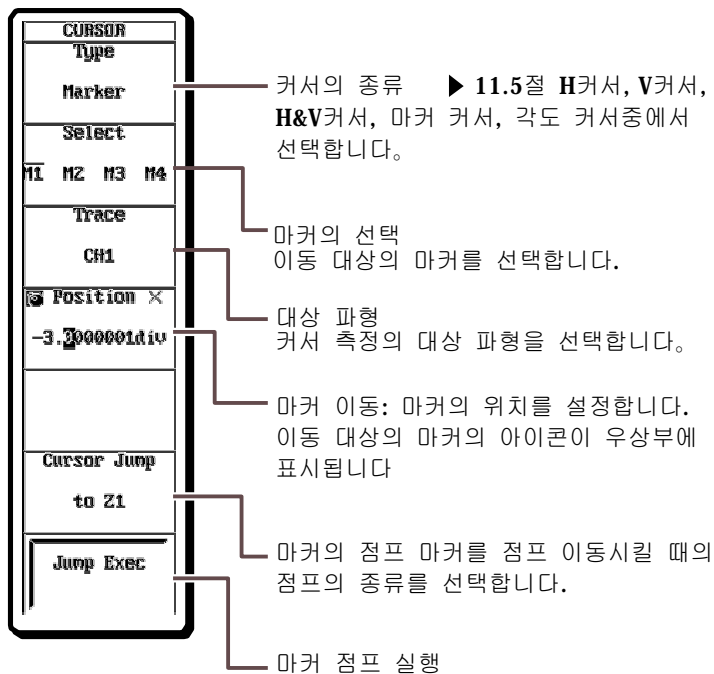 CURSOR
Type
Marker
Select
M1 M2 M3 M4
Trace
CH1
Position ×
-3.0000001div
Cursor Jump
to Z1
Jump Exec
커서의 종류 ▶ 11.5절 H커서, V커서,
H&V커서, 마커 커서, 각도 커서중에서
선택합니다。
마커의 선택
이동 대상의 마커를 선택합니다.
대상 파형
커서 측정의 대상 파형을 선택합니다。
마커 이동: 마커의 위치를 설정합니다.
이동 대상의 마커의 아이콘이 우상부에
표시됩니다
마커의 점프 마커를 점프 이동시킬 때의
점프의 종류를 선택합니다.
마커 점프 실행